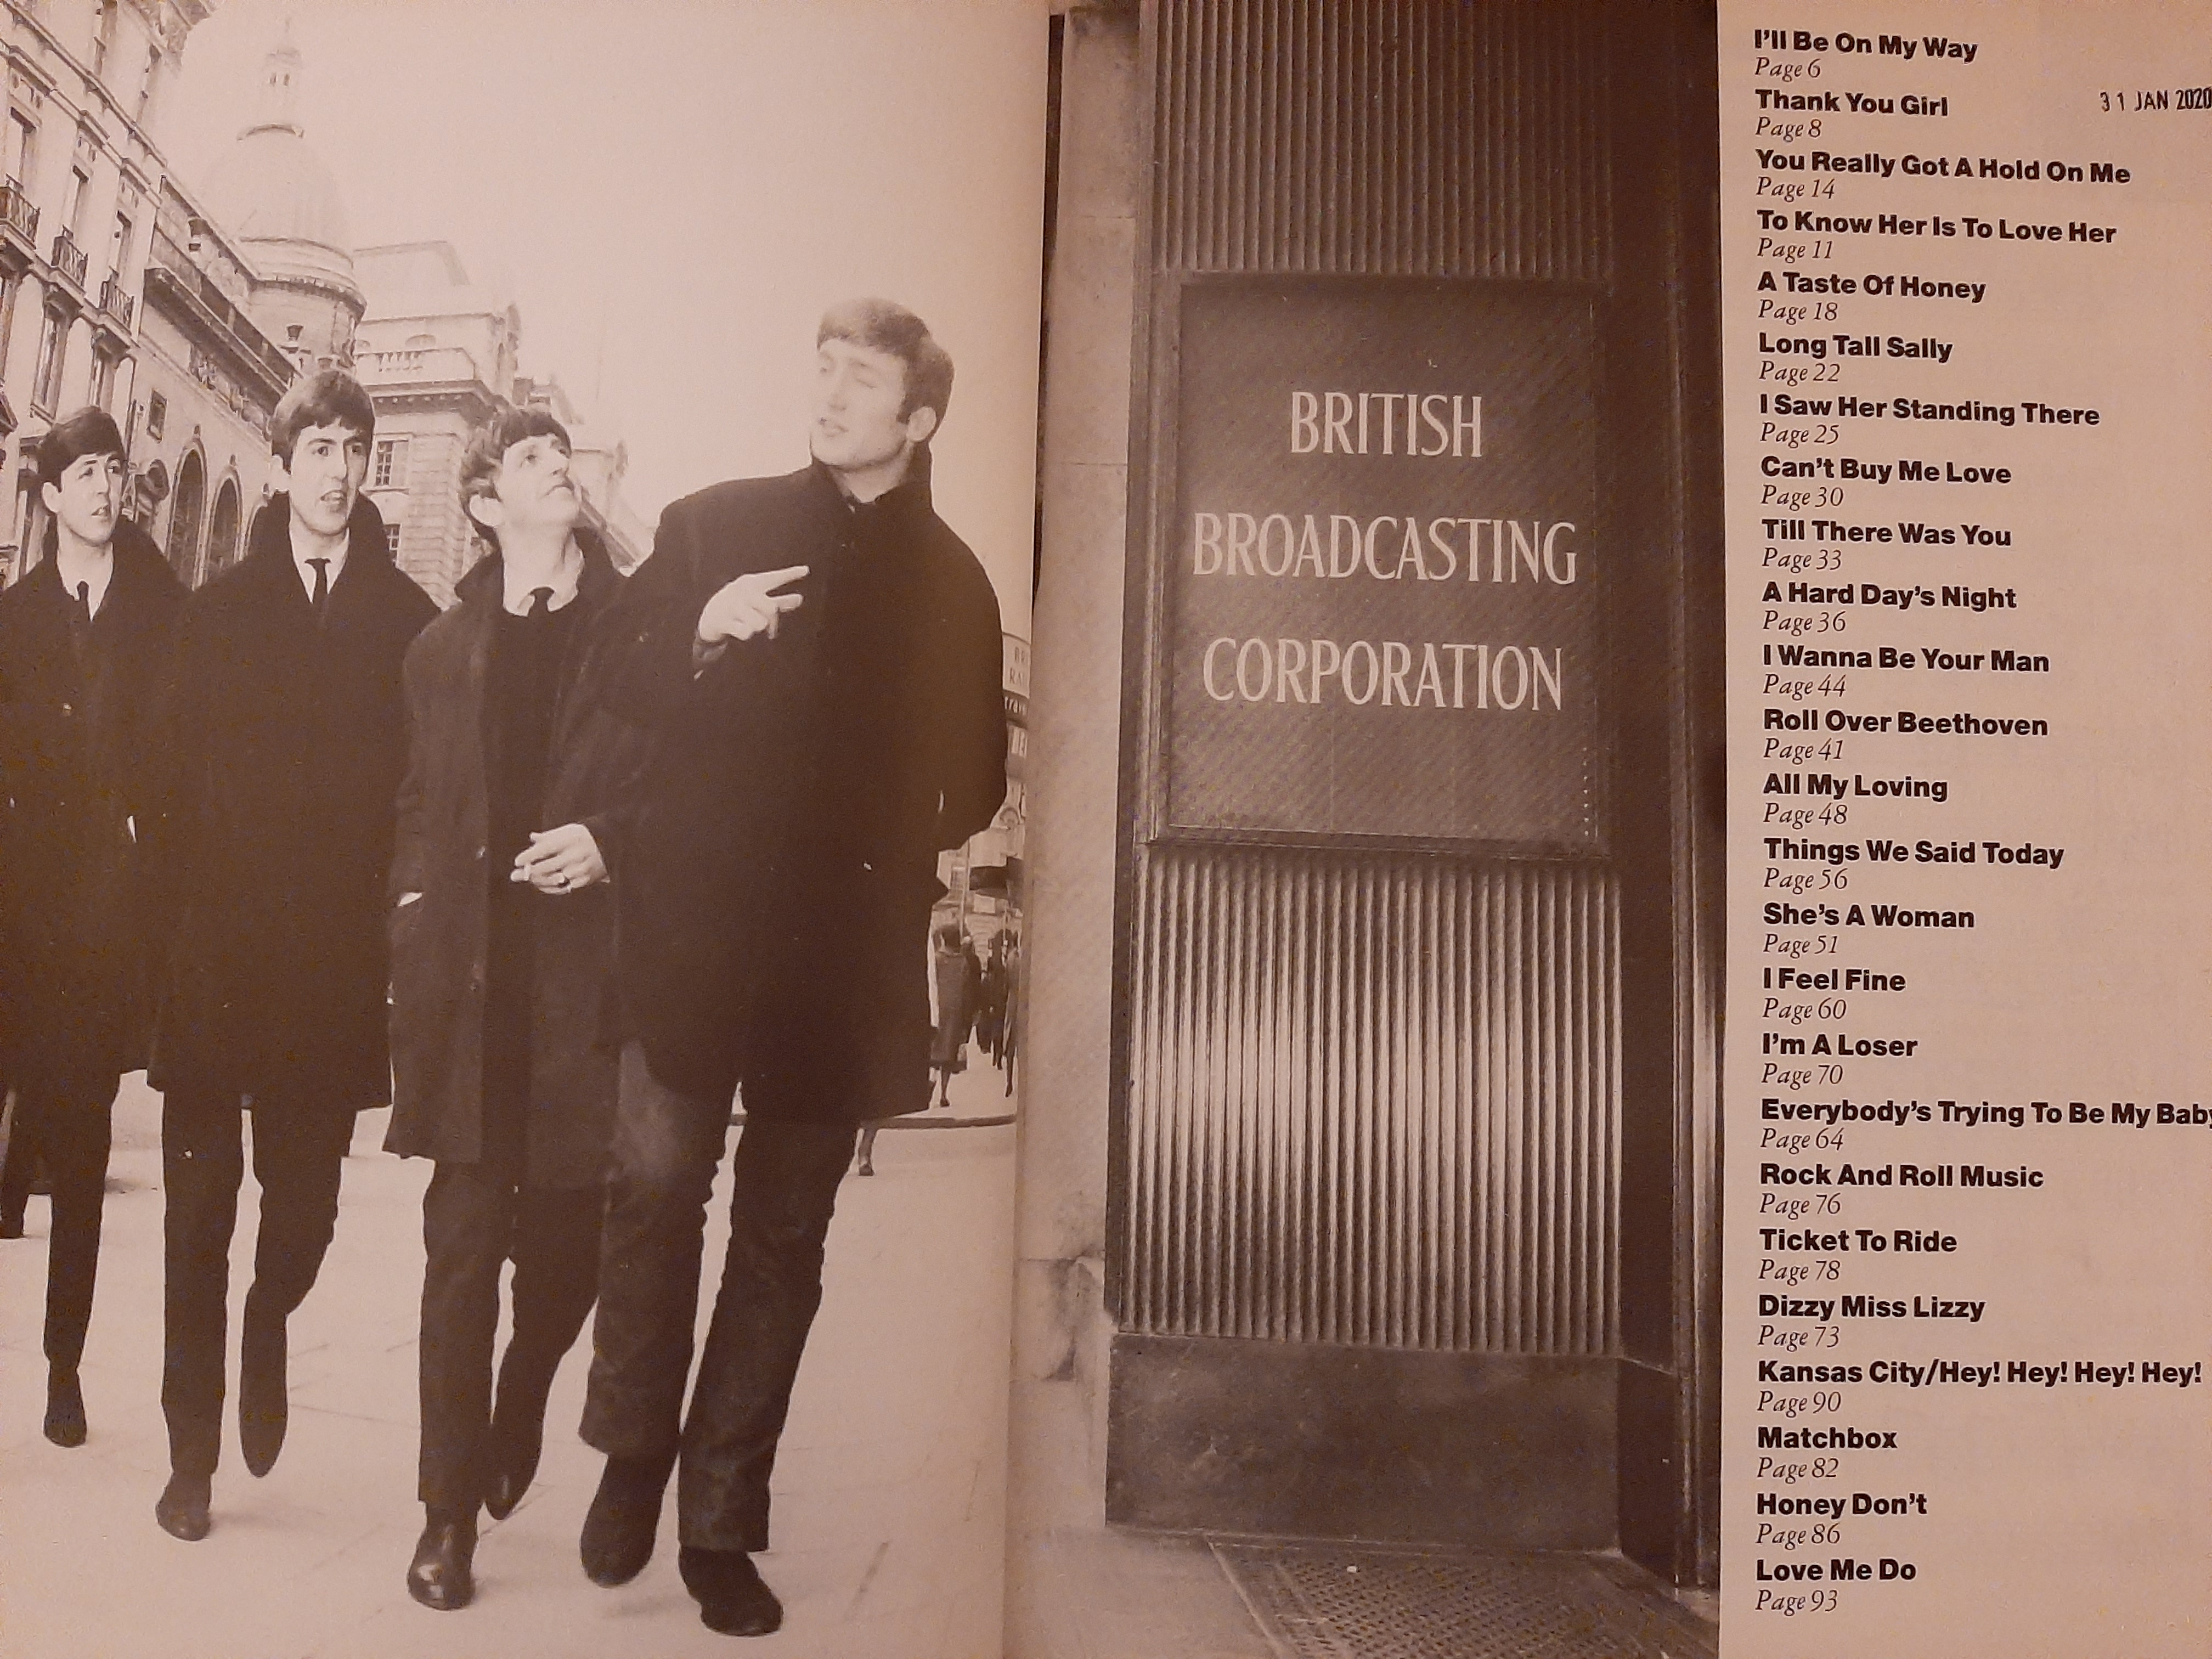 BRITISH
BROADCASTING
CORPORATION
I'll Be On My Way
Page 6
31 JAN 2020
Thank You Girl
Page 8
You Really Got A Hold On Me
Page 14
To Know Her Is To Love Her
Page 11
A Taste Of Honey
Page 18
Long Tall Sally
Page 22
I Saw Her Standing There
Page 25
Can't Buy Me Love
Page 30
Till There Was You
Page 33
A Hard Day's Night
Page 36
I Wanna Be Your Man
Page 44
Roll Over Beethoven
Page 41
All My Loving
Page 48
Things We Said Today
Page 56
She's A Woman
Page 51
I Feel Fine
Page 60
I'm A Loser
Page 70
Everybody's Trying To Be My Baby
Page 64
Rock And Roll Music
Page 76
Ticket To Ride
Page 78
Dizzy Miss Lizzy
Page 73
Kansas City/Hey! Hey! Hey! Hey!
Page 90
Matchbox
Page 82
Honey Don't
Page 86
Love Me Do
Page 93